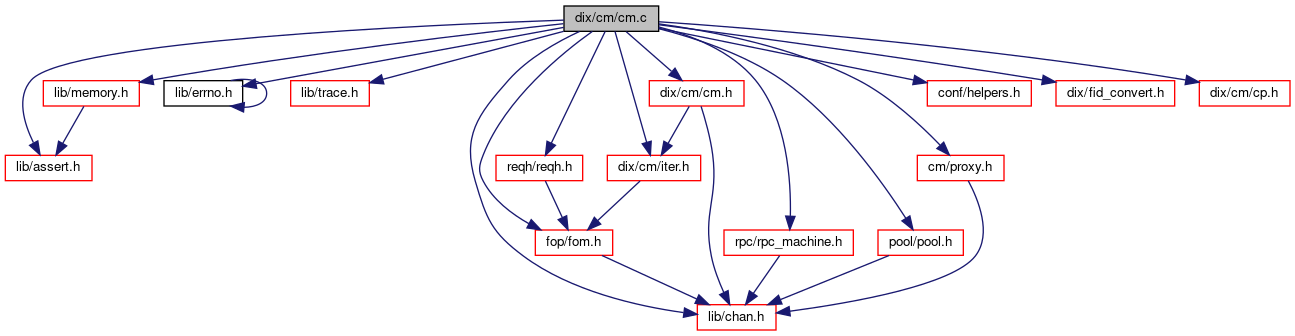 dix/cm/cm.c
lib/memory.h
lib/errno.h
lib/trace.h
dix/cm/cm.h
conf/helpers.h
dix/fid_convert.h
dix/cm/cp.h
lib/assert.h
reqh/reqh.h
dix/cm/iter.h
cm/proxy.h
fop/fom.h
rpc/rpc_machine.h
pool/pool.h
lib/chan.h